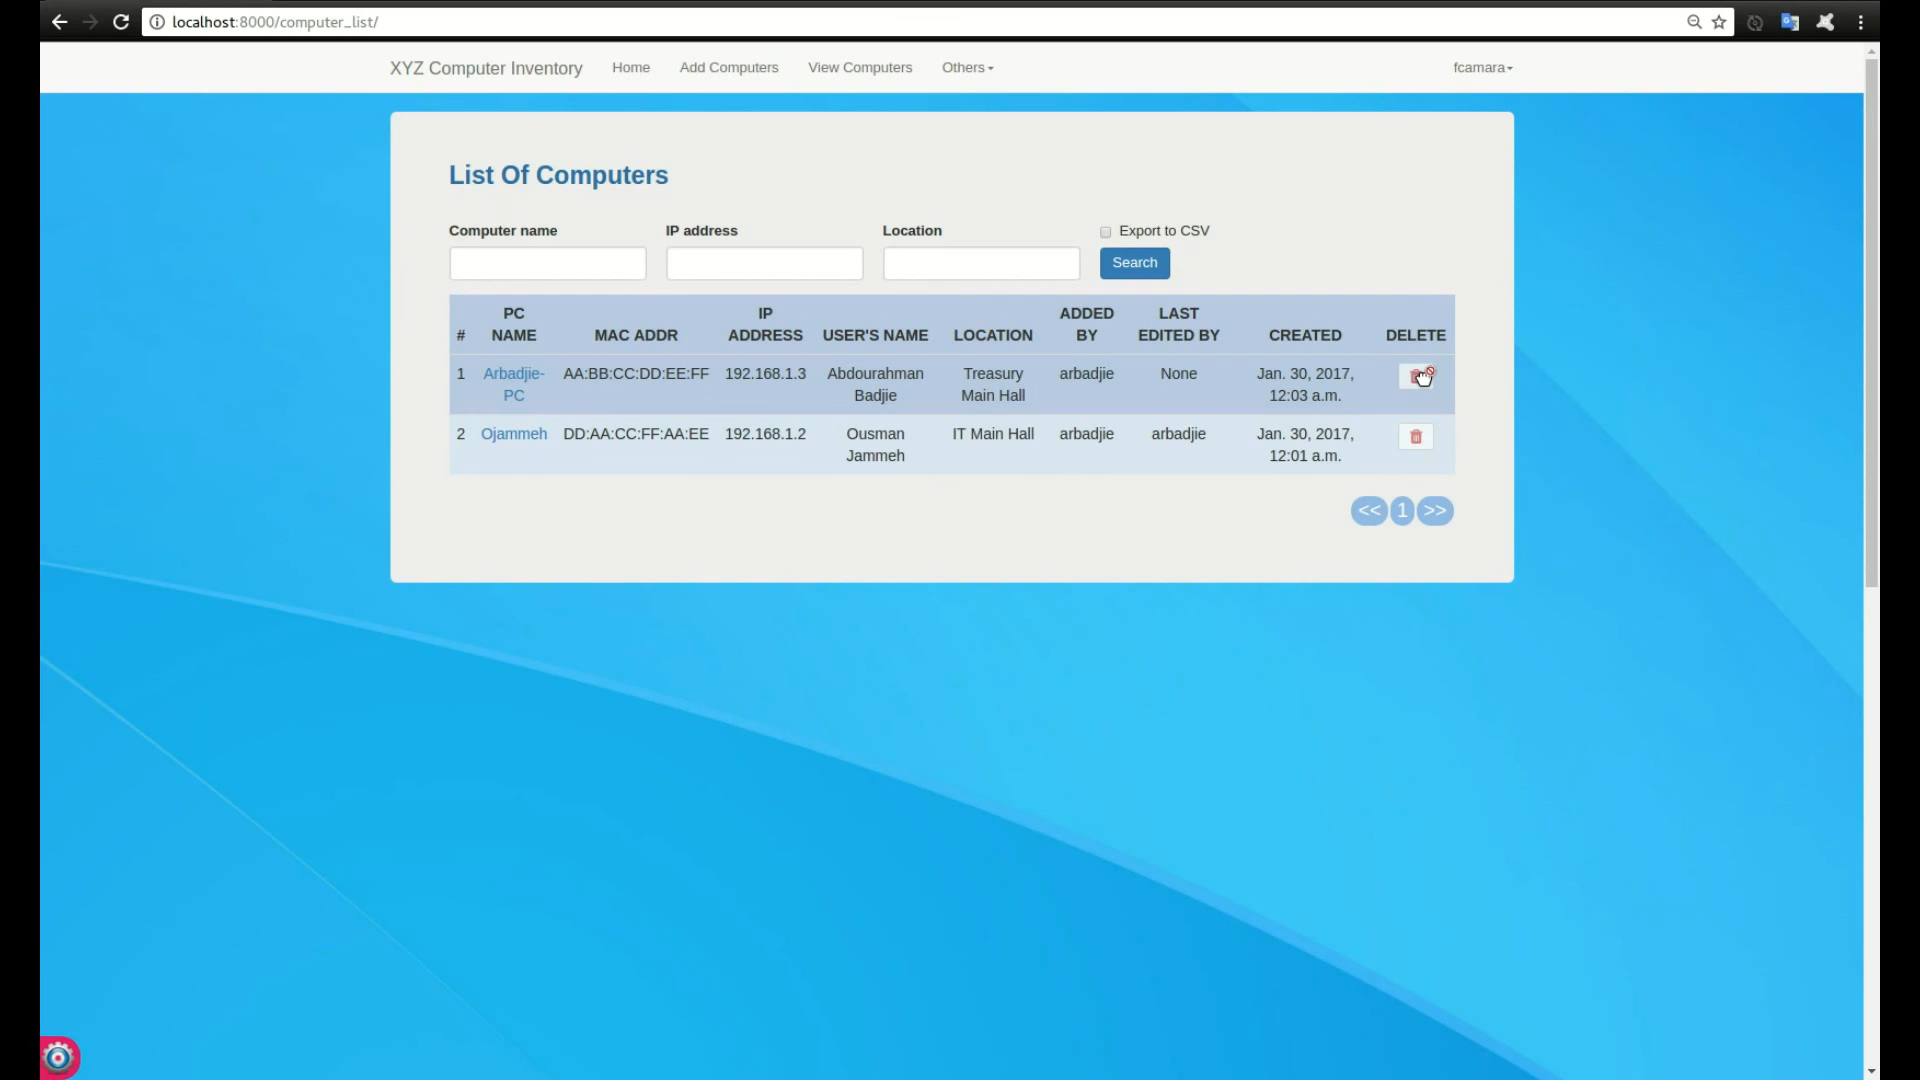 localhost:8000/computer_list/
XYZ Computer Inventory Home Add Computers View Computers Others fcamara
List Of Computers
Computer name IP address Location Export to CSV
Search
# PC NAME MAC ADDR IP ADDRESS USER'S NAME LOCATION ADDED BY LAST EDITED BY CREATED DELETE
1 Arbadjie-PC AA:BB:CC:DD:EE:FF 192.168.1.3 Abdourahman Badjie Treasury Main Hall arbadjie None Jan. 30, 2017, 12:03 a.m.
2 Ojammeh DD:AA:CC:FF:AA:EE 192.168.1.2 Ousman Jammeh IT Main Hall arbadjie arbadjie Jan. 30, 2017, 12:01 a.m.
<< 1 >>